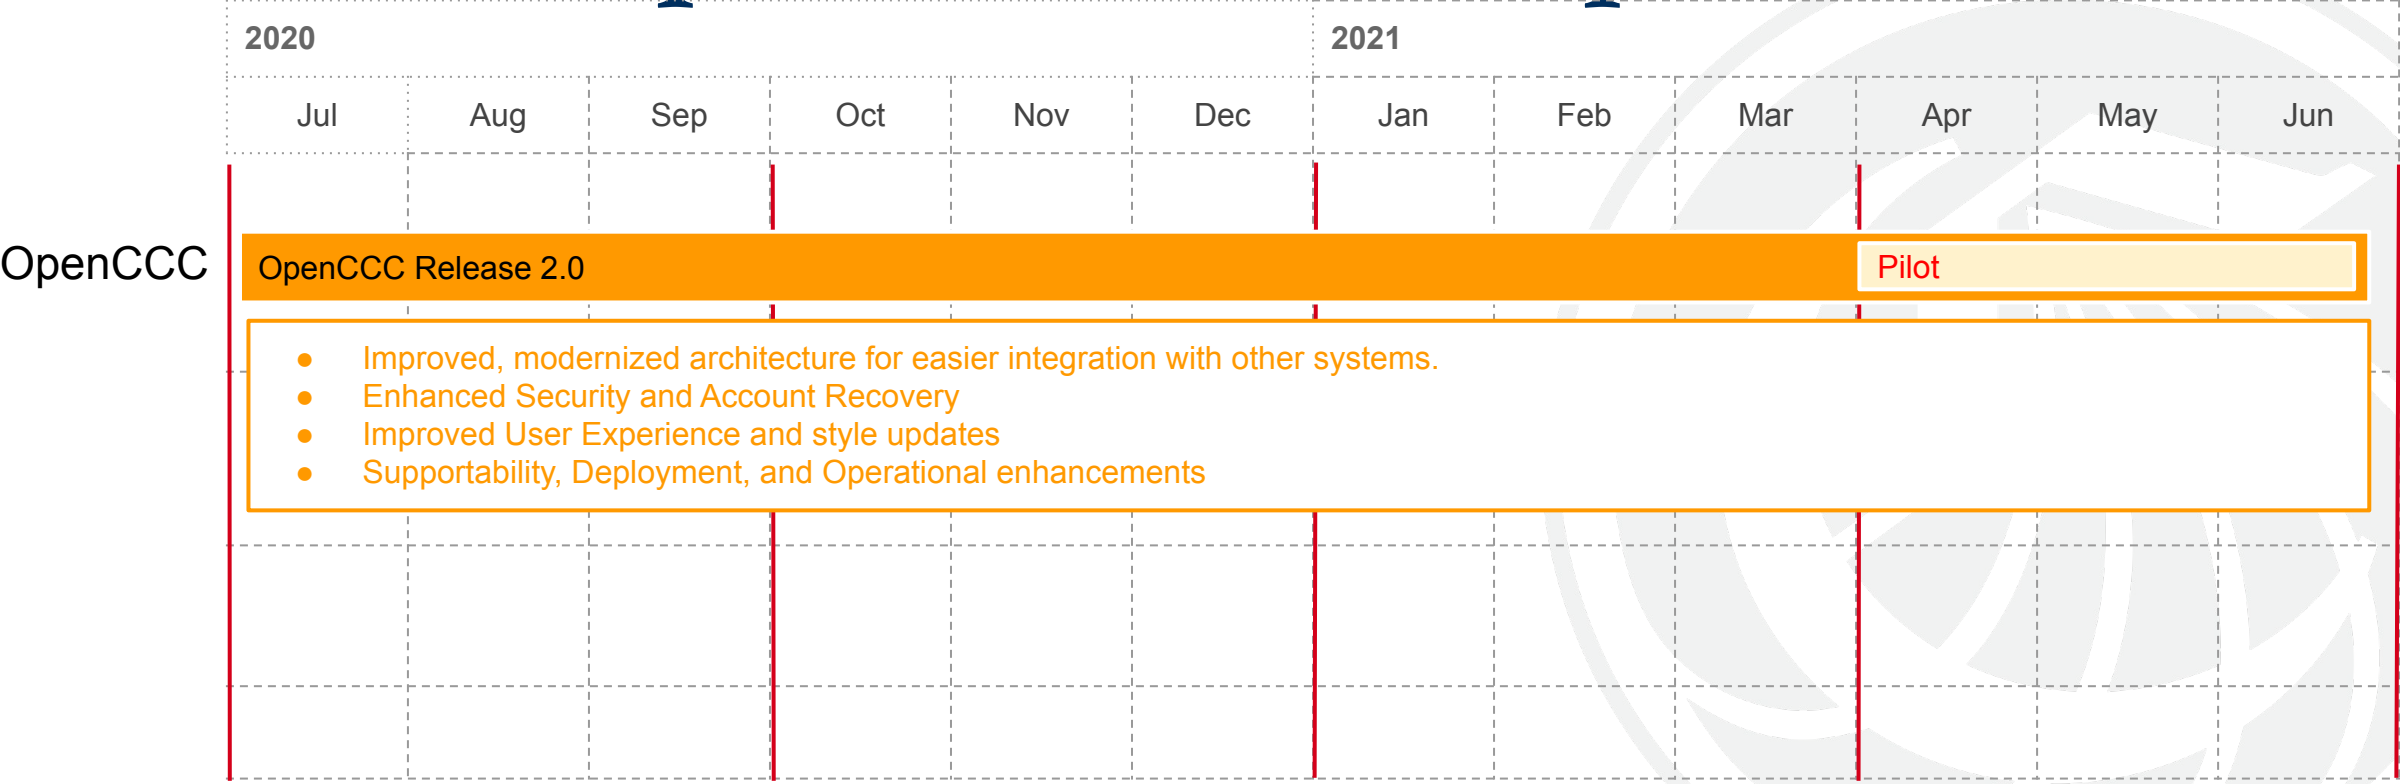 2020 2021
Jul Aug Sep Oct Nov Dec Jan Feb Mar Apr May Jun
OpenCCC OpenCCC Release 2.0 Pilot
● Improved, modernized architecture for easier integration with other systems.
● Enhanced Security and Account Recovery
● Improved User Experience and style updates
● Supportability, Deployment, and Operational enhancements